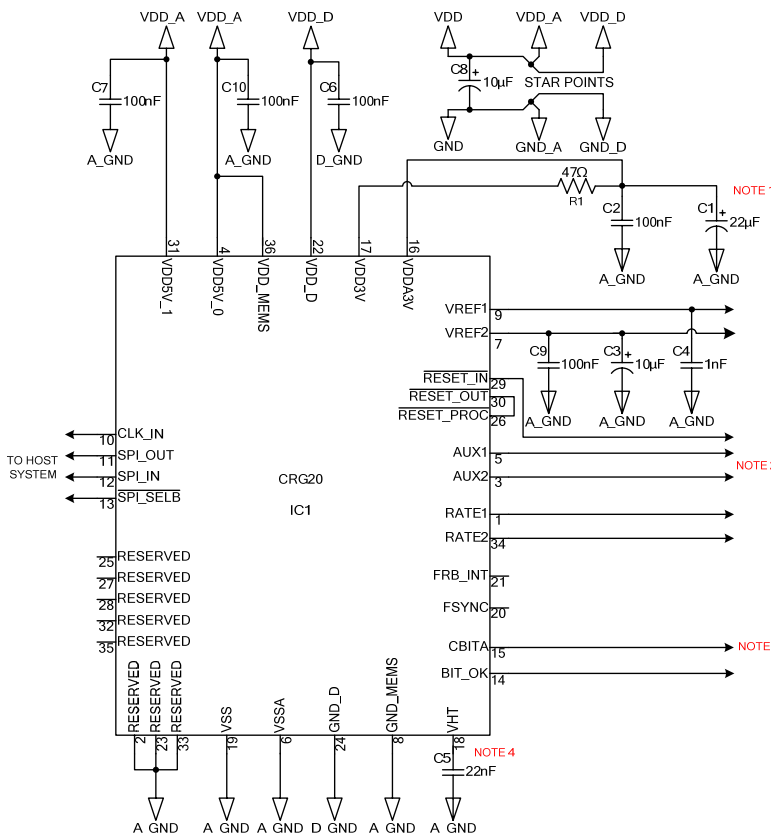 VDD_A VDD_A VDD_D VDD VDD_A VDD_D
C7 100nF C10 100nF C6 100nF C8 + 10µF STAR POINTS
A_GND A_GND D_GND GND GND_A GND_D
47Ω
R1
NOTE 1
C2 100nF C1 + 22µF
A_GND A_GND
31 4 36 22 17 16
VDD5V_1 VDD5V_0 VDD_MEMS VDD_D VDD3V VDDA3V
VREF1
9
VREF2
7
C9 100nF C3 + 10µF C4 1nF
A_GND A_GND A_GND
RESET_IN
29
RESET_OUT
30
RESET_PROC
26
CLK_IN
10
SPI_OUT
11
SPI_IN
12
SPI_SELB
13
TO HOST
SYSTEM
AUX1
5
NOTE
AUX2
3
CRG20
IC1
RATE1
1
RATE2
34
RESERVED
25
RESERVED
27
RESERVED
28
RESERVED
32
RESERVED
35
FRB_INT
21
FSYNC
20
CBITA
15
NOTE
BIT_OK
14
RESERVED RESERVED RESERVED VSS VSSA GND_D GND_MEMS VHT
2 23 33 19 6 24 8 18
NOTE 4
C5 22nF
A_GND A_GND A_GND D_GND A_GND A_GND